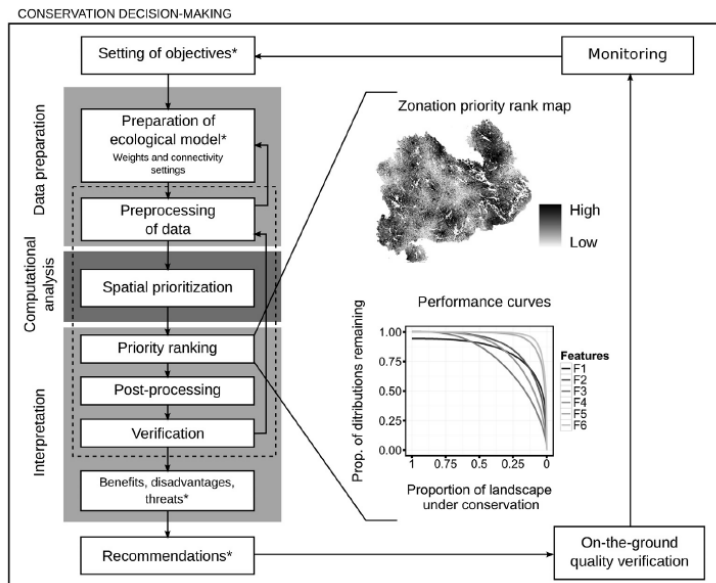 CONSERVATION DECISION-MAKING
Setting of objectives*
Monitoring
Data preparation
Preparation of
ecological model*
Weights and connectivity
settings
Preprocessing
of data
Computational
analysis
Spatial prioritization
Interpretation
Priority ranking
Post-processing
Verification
Benefits, disadvantages,
threats*
Recommendations*
Zonation priority rank map
High
Low
Performance curves
Prop. of ditributions remaining
1.00
0.75
0.50
0.25
0.00
1
0.75
0.5
0.25
0
Proportion of landscape
under conservation
Features
F1
F2
F3
F4
F5
F6
On-the-ground
quality verification